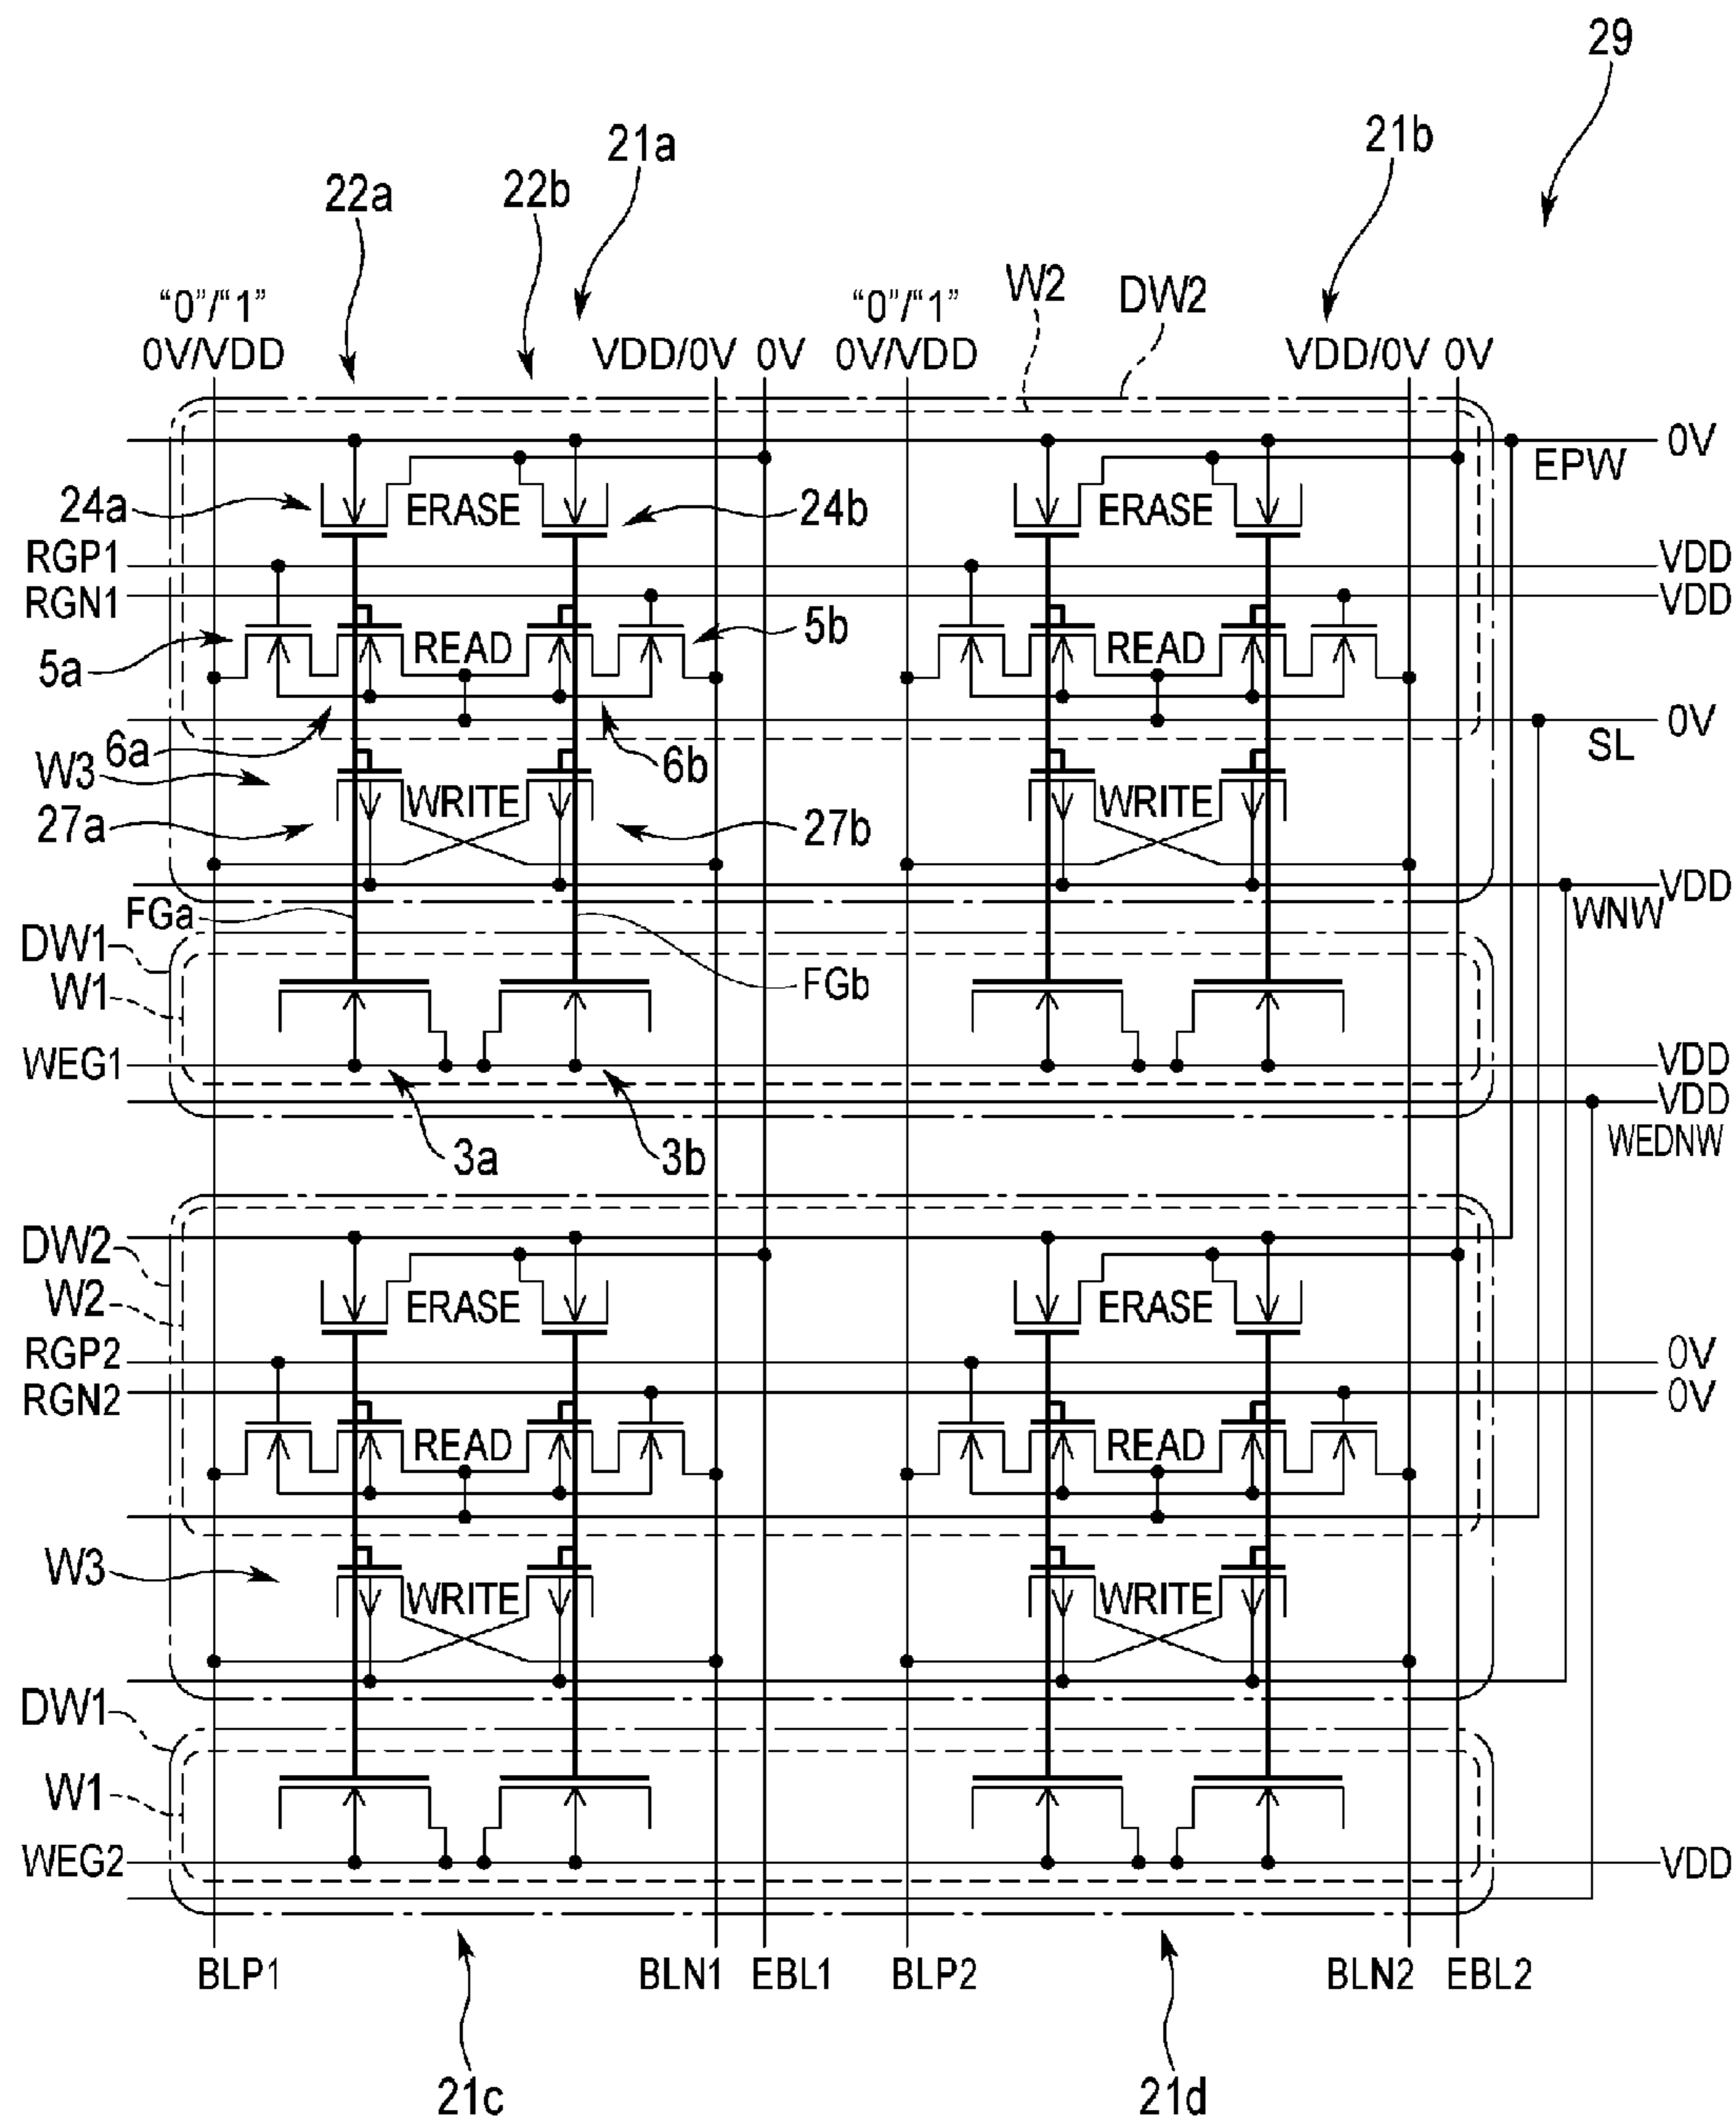 29
21a 21b
22a 22b
"0"/"1" "0"/"1" W2 DW2
0V/VDD VDD/0V 0V 0V/VDD VDD/0V 0V
0V
EPW
24a ERASE 24b ERASE
RGP1 VDD
RGN1 VDD
5a READ 5b READ
6a 6b SL 0V
W3
27a WRITE 27b WRITE
FGa WNW VDD
DW1
W1 FGb
WEG1 VDD
VDD
3a 3b WEDNW
DW2
W2 ERASE ERASE
RGP2 0V
RGN2 0V
READ READ
W3
WRITE WRITE
DW1
W1
WEG2 VDD
BLP1 BLN1 EBL1 BLP2 BLN2 EBL2
21c 21d